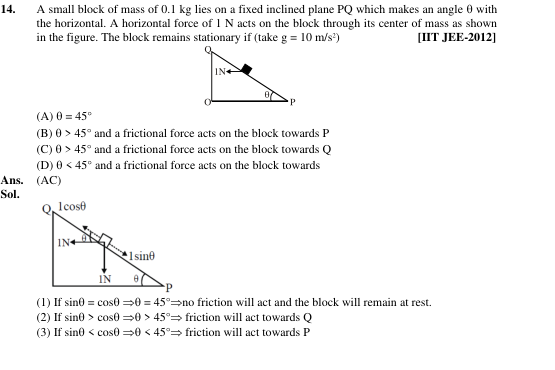 14. A small block of mass of 0.1 kg lies on a fixed inclined plane PQ which makes an angle θ with
the horizontal. A horizontal force of 1 N acts on the block through its center of mass as shown
in the figure. The block remains stationary if (take g = 10 m/s²) [IIT JEE-2012]
Q
1N
θ
O P
(A) θ = 45°
(B) θ > 45° and a frictional force acts on the block towards P
(C) θ > 45° and a frictional force acts on the block towards Q
(D) θ < 45° and a frictional force acts on the block towards
Ans. (AC)
Sol.
Q 1cosθ
1N θ
1sinθ
1N θ
P
(1) If sinθ = cosθ ⇒θ = 45°⇒no friction will act and the block will remain at rest.
(2) If sinθ > cosθ ⇒θ > 45°⇒ friction will act towards Q
(3) If sinθ < cosθ ⇒θ < 45°⇒ friction will act towards P